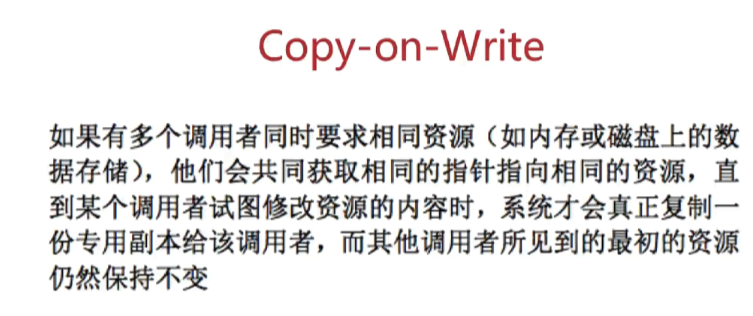 Copy-on-Write
如果有多个调用者同时要求相同资源（如内存或磁盘上的数
据存储），他们会共同获取相同的指针指向相同的资源，直
到某个调用者试图修改资源的内容时，系统才会真正复制一
份专用副本给该调用者，而其他调用者所见到的最初的资源
仍然保持不变